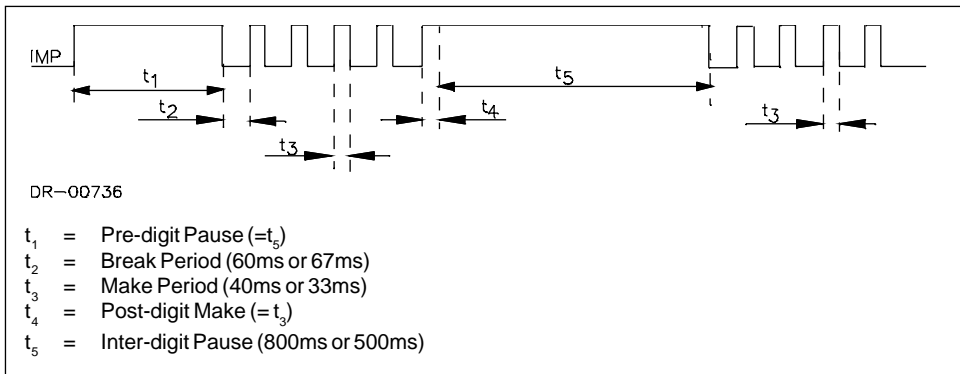 IMP
t₁
t₅
t₂
t₄
t₃
t₃
DR-00736
t₁ = Pre-digit Pause (=t₅)
t₂ = Break Period (60ms or 67ms)
t₃ = Make Period (40ms or 33ms)
t₄ = Post-digit Make (= t₃)
t₅ = Inter-digit Pause (800ms or 500ms)